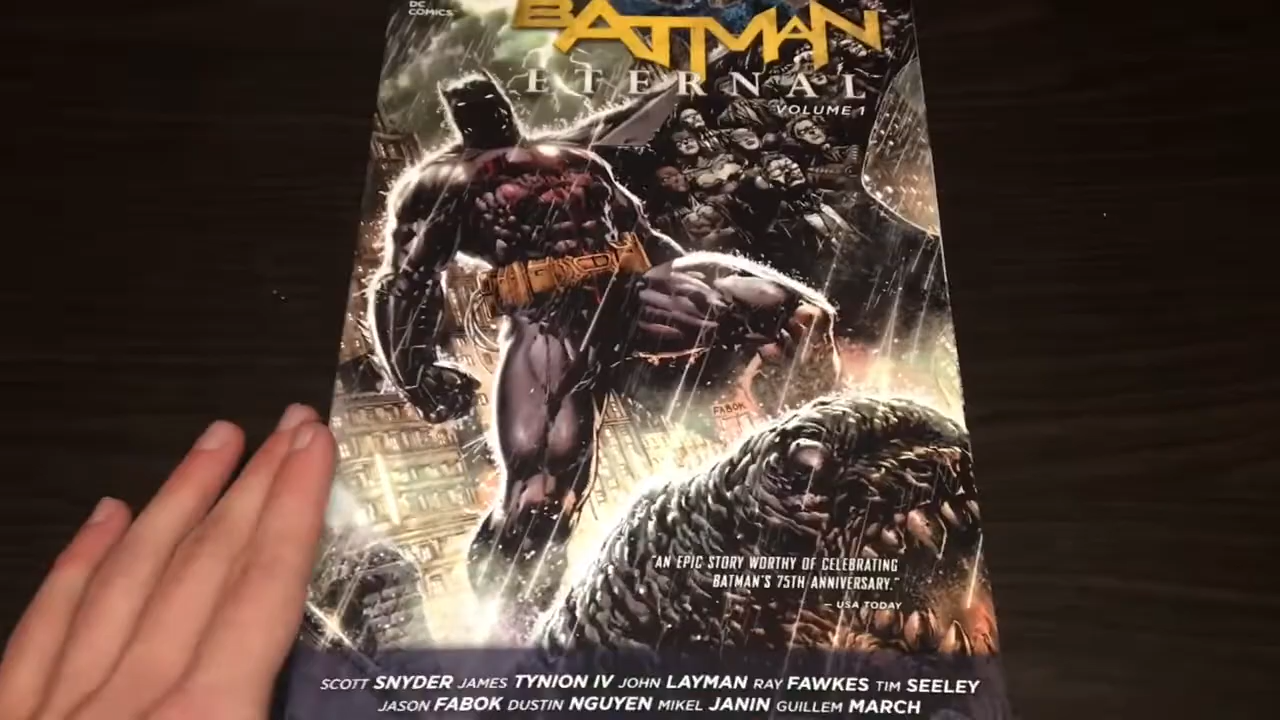 DC
COMICS
BATMAN
ETERNAL
VOLUME 1
FABOK
"AN EPIC STORY WORTHY OF CELEBRATING
BATMAN'S 75TH ANNIVERSARY."
– USA TODAY
SCOTT SNYDER JAMES TYNION IV JOHN LAYMAN RAY FAWKES TIM SEELEY
JASON FABOK DUSTIN NGUYEN MIKEL JANIN GUILLEM MARCH